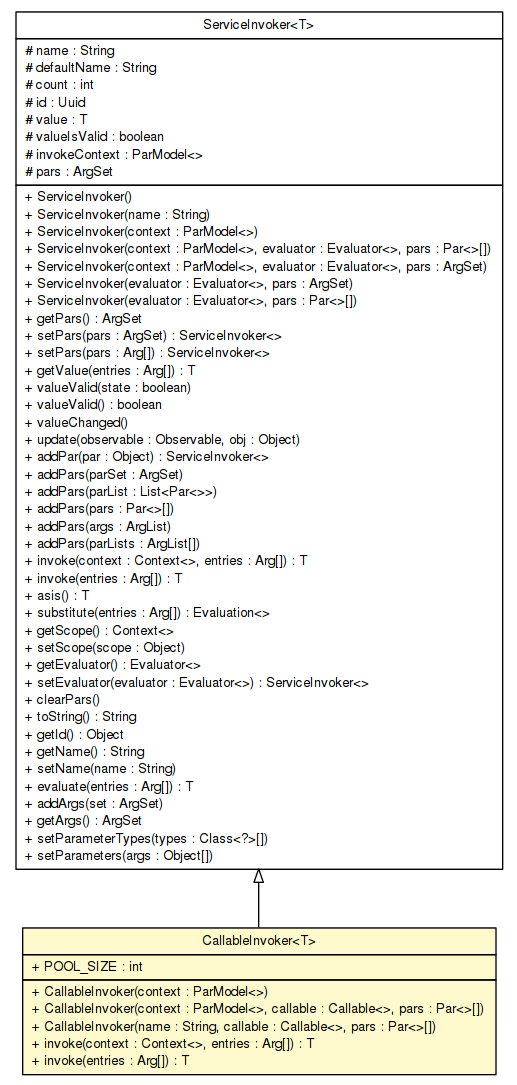 ServiceInvoker<T>
# name : String
# defaultName : String
# count : int
# id : Uuid
# value : T
# valueIsValid : boolean
# invokeContext : ParModel<>
# pars : ArgSet
+ ServiceInvoker()
+ ServiceInvoker(name : String)
+ ServiceInvoker(context : ParModel<>)
+ ServiceInvoker(context : ParModel<>, evaluator : Evaluator<>, pars : Par<>[])
+ ServiceInvoker(context : ParModel<>, evaluator : Evaluator<>, pars : ArgSet)
+ ServiceInvoker(evaluator : Evaluator<>, pars : ArgSet)
+ ServiceInvoker(evaluator : Evaluator<>, pars : Par<>[])
+ getPars() : ArgSet
+ setPars(pars : ArgSet) : ServiceInvoker<>
+ setPars(pars : Arg[]) : ServiceInvoker<>
+ getValue(entries : Arg[]) : T
+ valueValid(state : boolean)
+ valueValid() : boolean
+ valueChanged()
+ update(observable : Observable, obj : Object)
+ addPar(par : Object) : ServiceInvoker<>
+ addPars(parSet : ArgSet)
+ addPars(parList : List<Par<>>)
+ addPars(pars : Par<>[])
+ addPars(args : ArgList)
+ addPars(parLists : ArgList[])
+ invoke(context : Context<>, entries : Arg[]) : T
+ invoke(entries : Arg[]) : T
+ asis() : T
+ substitute(entries : Arg[]) : Evaluation<>
+ getScope() : Context<>
+ setScope(scope : Object)
+ getEvaluator() : Evaluator<>
+ setEvaluator(evaluator : Evaluator<>) : ServiceInvoker<>
+ clearPars()
+ toString() : String
+ getId() : Object
+ getName() : String
+ setName(name : String)
+ evaluate(entries : Arg[]) : T
+ addArgs(set : ArgSet)
+ getArgs() : ArgSet
+ setParameterTypes(types : Class<?>[])
+ setParameters(args : Object[])
CallableInvoker<T>
+ POOL_SIZE : int
+ CallableInvoker(context : ParModel<>)
+ CallableInvoker(context : ParModel<>, callable : Callable<>, pars : Par<>[])
+ CallableInvoker(name : String, callable : Callable<>, pars : Par<>[])
+ invoke(context : Context<>, entries : Arg[]) : T
+ invoke(entries : Arg[]) : T